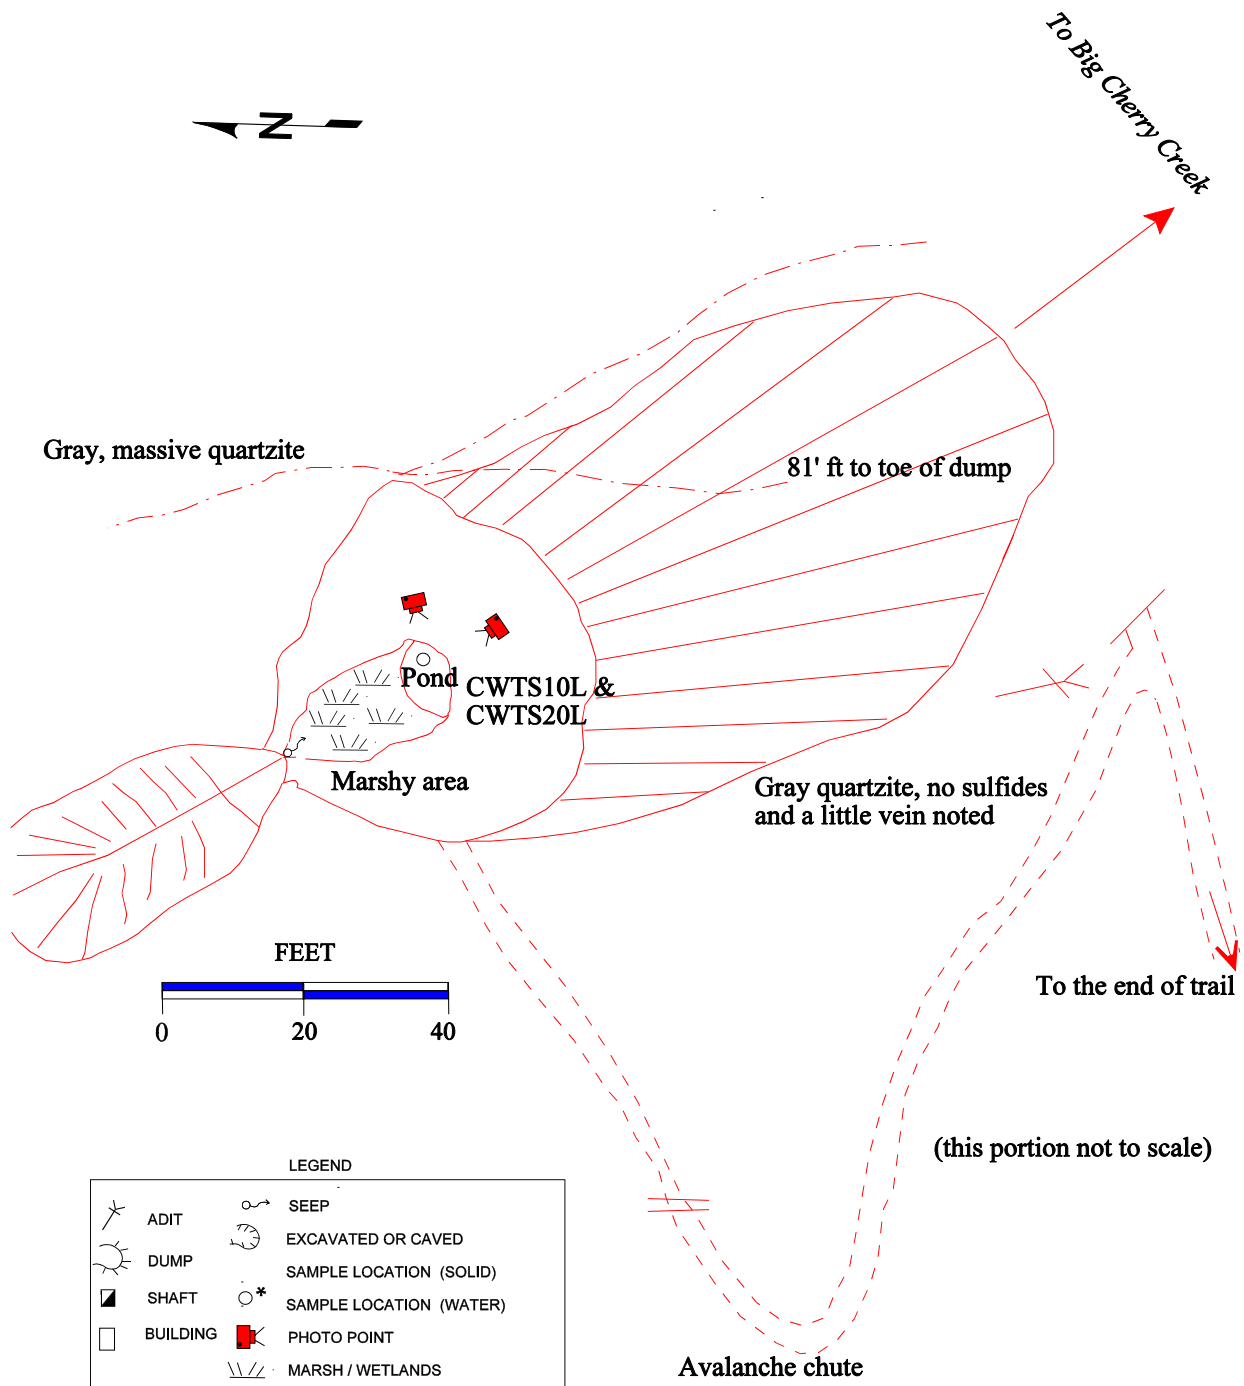 To Big Cherry Creek
N
Gray, massive quartzite
81' ft to toe of dump
Pond
CWTS10L &
CWTS20L
Marshy area
Gray quartzite, no sulfides
and a little vein noted
FEET
0 20 40
To the end of trail
(this portion not to scale)
Avalanche chute
LEGEND
ADIT
DUMP
SHAFT
BUILDING
SEEP
EXCAVATED OR CAVED
SAMPLE LOCATION (SOLID)
* SAMPLE LOCATION (WATER)
PHOTO POINT
MARSH / WETLANDS